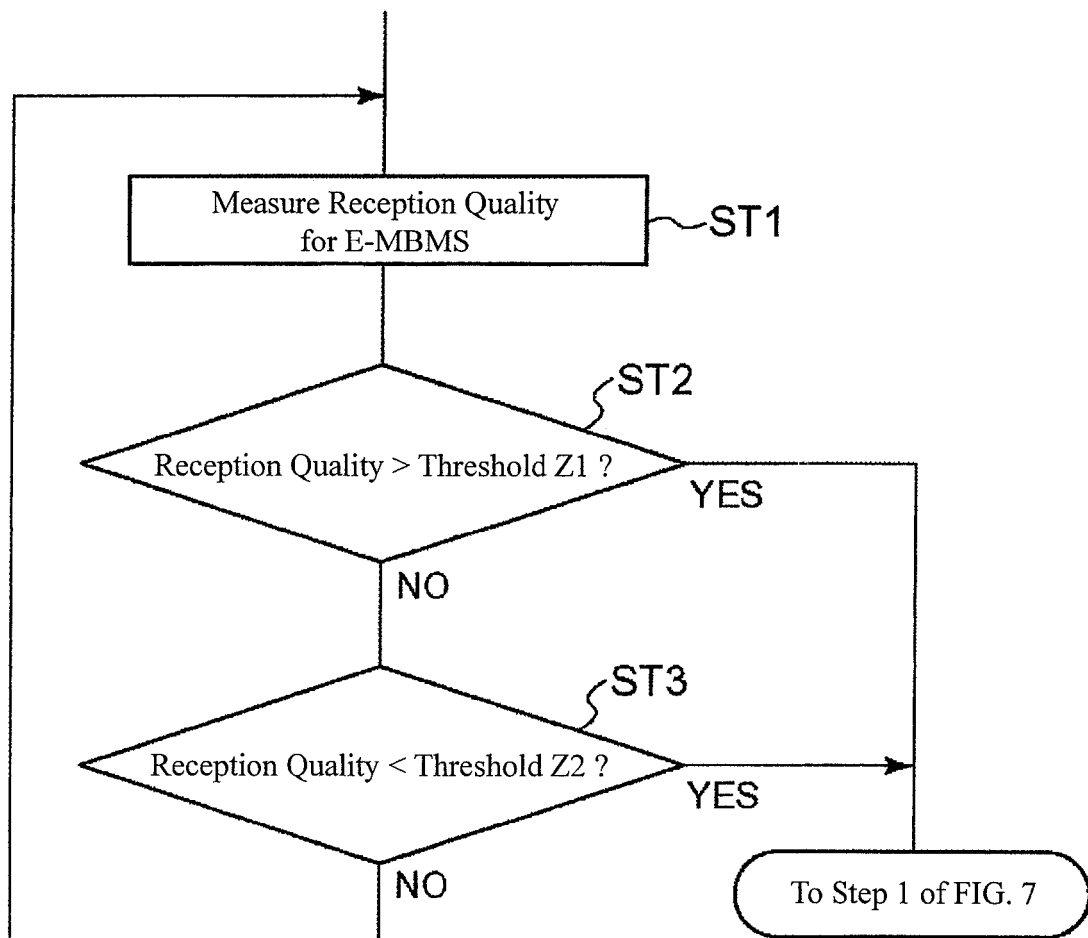 Measure Reception Quality
for E-MBMS
ST1
ST2
Reception Quality > Threshold Z1 ?
YES
NO
ST3
Reception Quality < Threshold Z2 ?
YES
NO
To Step 1 of FIG. 7